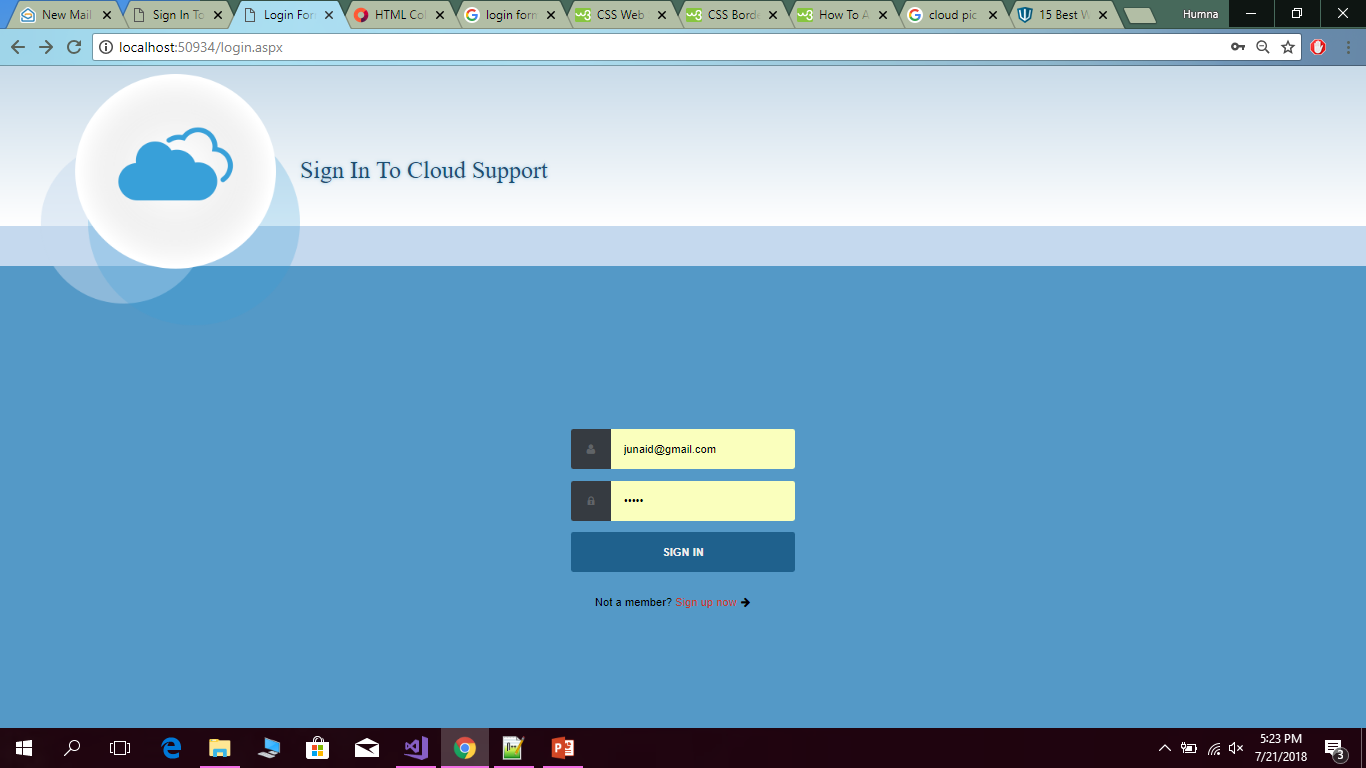 New Mail
Sign In To
Login For
HTML Col
login form
CSS Web
CSS Borde
How To A
cloud pic
15 Best W
Humna
localhost:50934/login.aspx
Sign In To Cloud Support
junaid@gmail.com
•••••
SIGN IN
Not a member? Sign up now
5:23 PM
7/21/2018
3